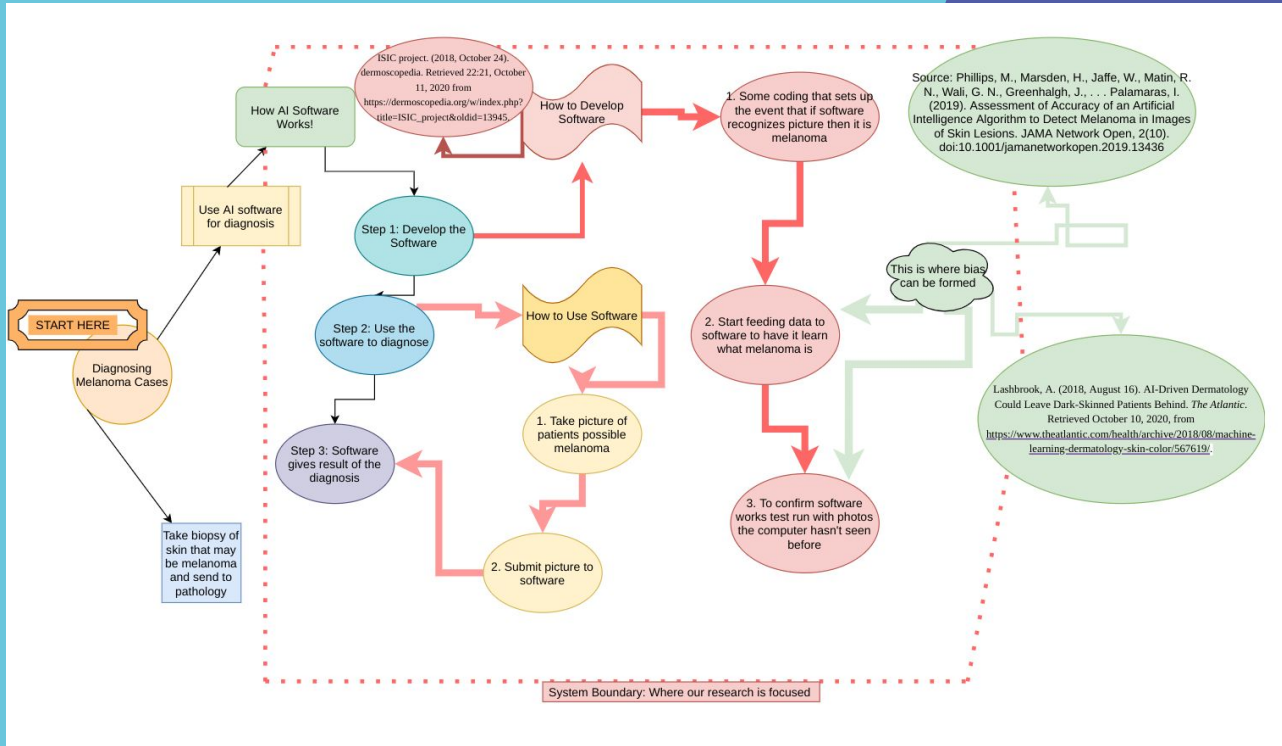 START HERE
Diagnosing
Melanoma Cases
Use AI software
for diagnosis
Take biopsy of
skin that may
be melanoma
and send to
pathology
How AI Software
Works!
Step 1: Develop the
Software
Step 2: Use the
software to diagnose
Step 3: Software
gives result of the
diagnosis
ISIC project. (2018, October 24).
dermoscopedia. Retrieved 22:21, October
11, 2020 from
https://dermoscopedia.org/w/index.php?
title=ISIC_project&oldid=13945.
How to Develop
Software
How to Use Software
1. Take picture of
patients possible
melanoma
2. Submit picture to
software
1. Some coding that sets up
the event that if software
recognizes picture then it is
melanoma
2. Start feeding data to
software to have it learn
what melanoma is
3. To confirm software
works test run with photos
the computer hasn't seen
before
This is where bias
can be formed
Source: Phillips, M., Marsden, H., Jaffe, W., Matin, R.
N., Wali, G. N., Greenhalgh, J., . . . Palamaras, I.
(2019). Assessment of Accuracy of an Artificial
Intelligence Algorithm to Detect Melanoma in Images
of Skin Lesions. JAMA Network Open, 2(10).
doi:10.1001/jamanetworkopen.2019.13436
Lashbrook, A. (2018, August 16). AI-Driven Dermatology
Could Leave Dark-Skinned Patients Behind. The Atlantic.
Retrieved October 10, 2020, from
https://www.theatlantic.com/health/archive/2018/08/machine-
learning-dermatology-skin-color/567619/.
System Boundary: Where our research is focused